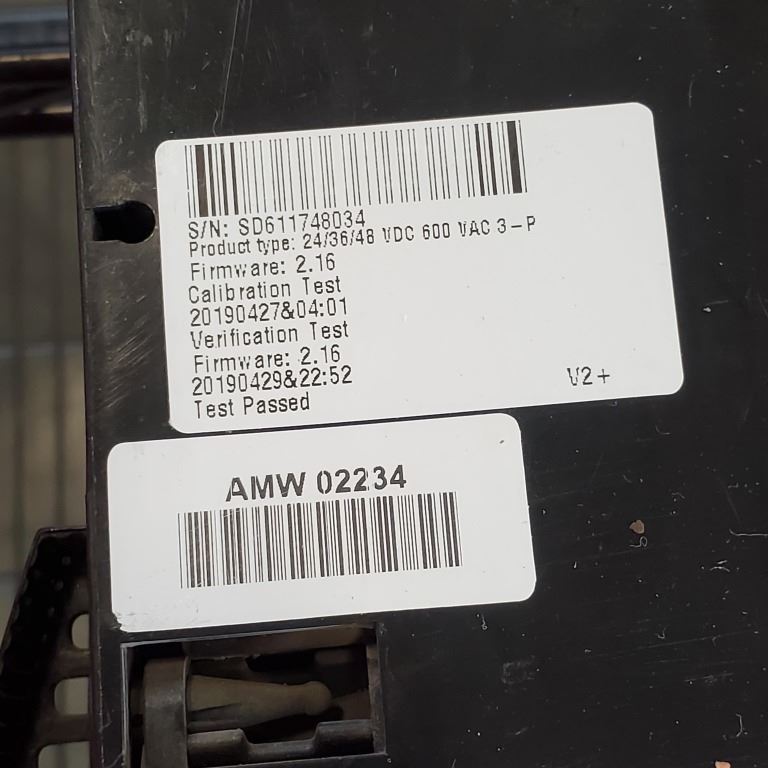 S/N: SD611748034
Product type: 24/36/48 VDC 600 VAC 3-P
Firmware: 2.16
Calibration Test
20190427&04:01
Verification Test
Firmware: 2.16
20190429&22:52
Test Passed
V2+
AMW 02234